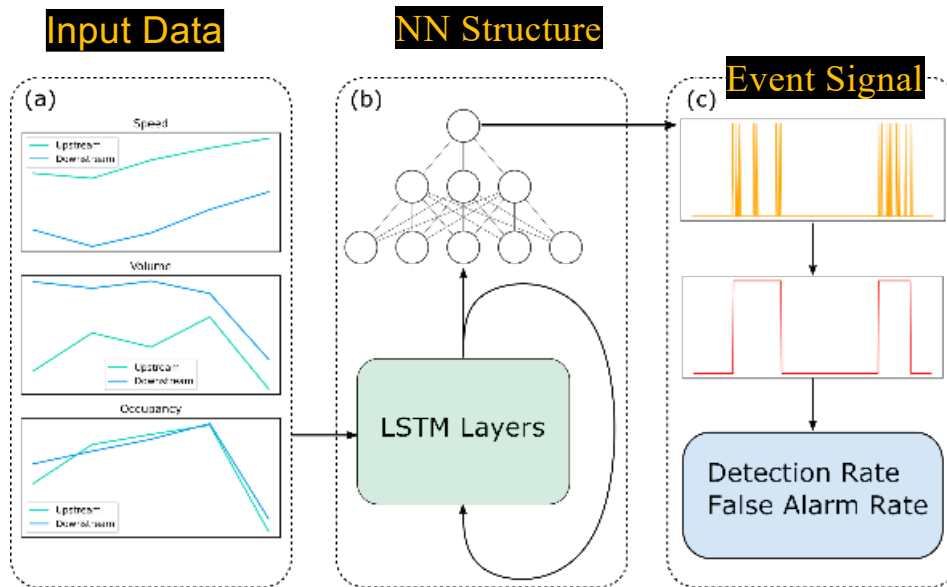 Input Data
NN Structure
Event Signal
(a)
Speed
Upstream
Downstream
Volume
Upstream
Downstream
Occupancy
Upstream
Downstream
(b)
LSTM Layers
(c)
Detection Rate
False Alarm Rate